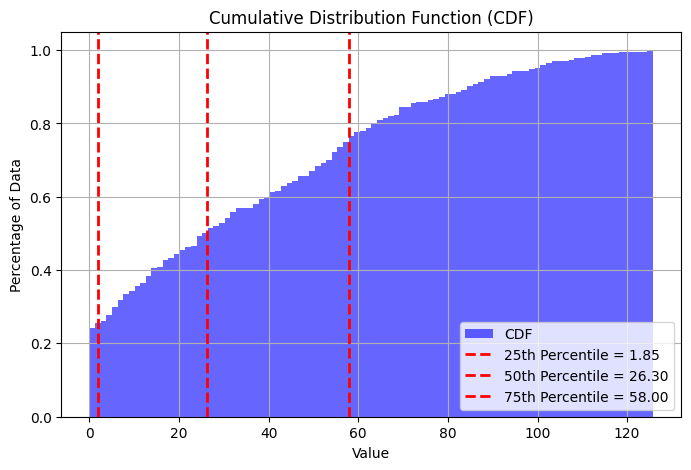 Cumulative Distribution Function (CDF)
Percentage of Data
1.0
0.8
0.6
0.4
0.2
0.0
CDF
25th Percentile = 1.85
50th Percentile = 26.30
75th Percentile = 58.00
0 20 40 60 80 100 120
Value